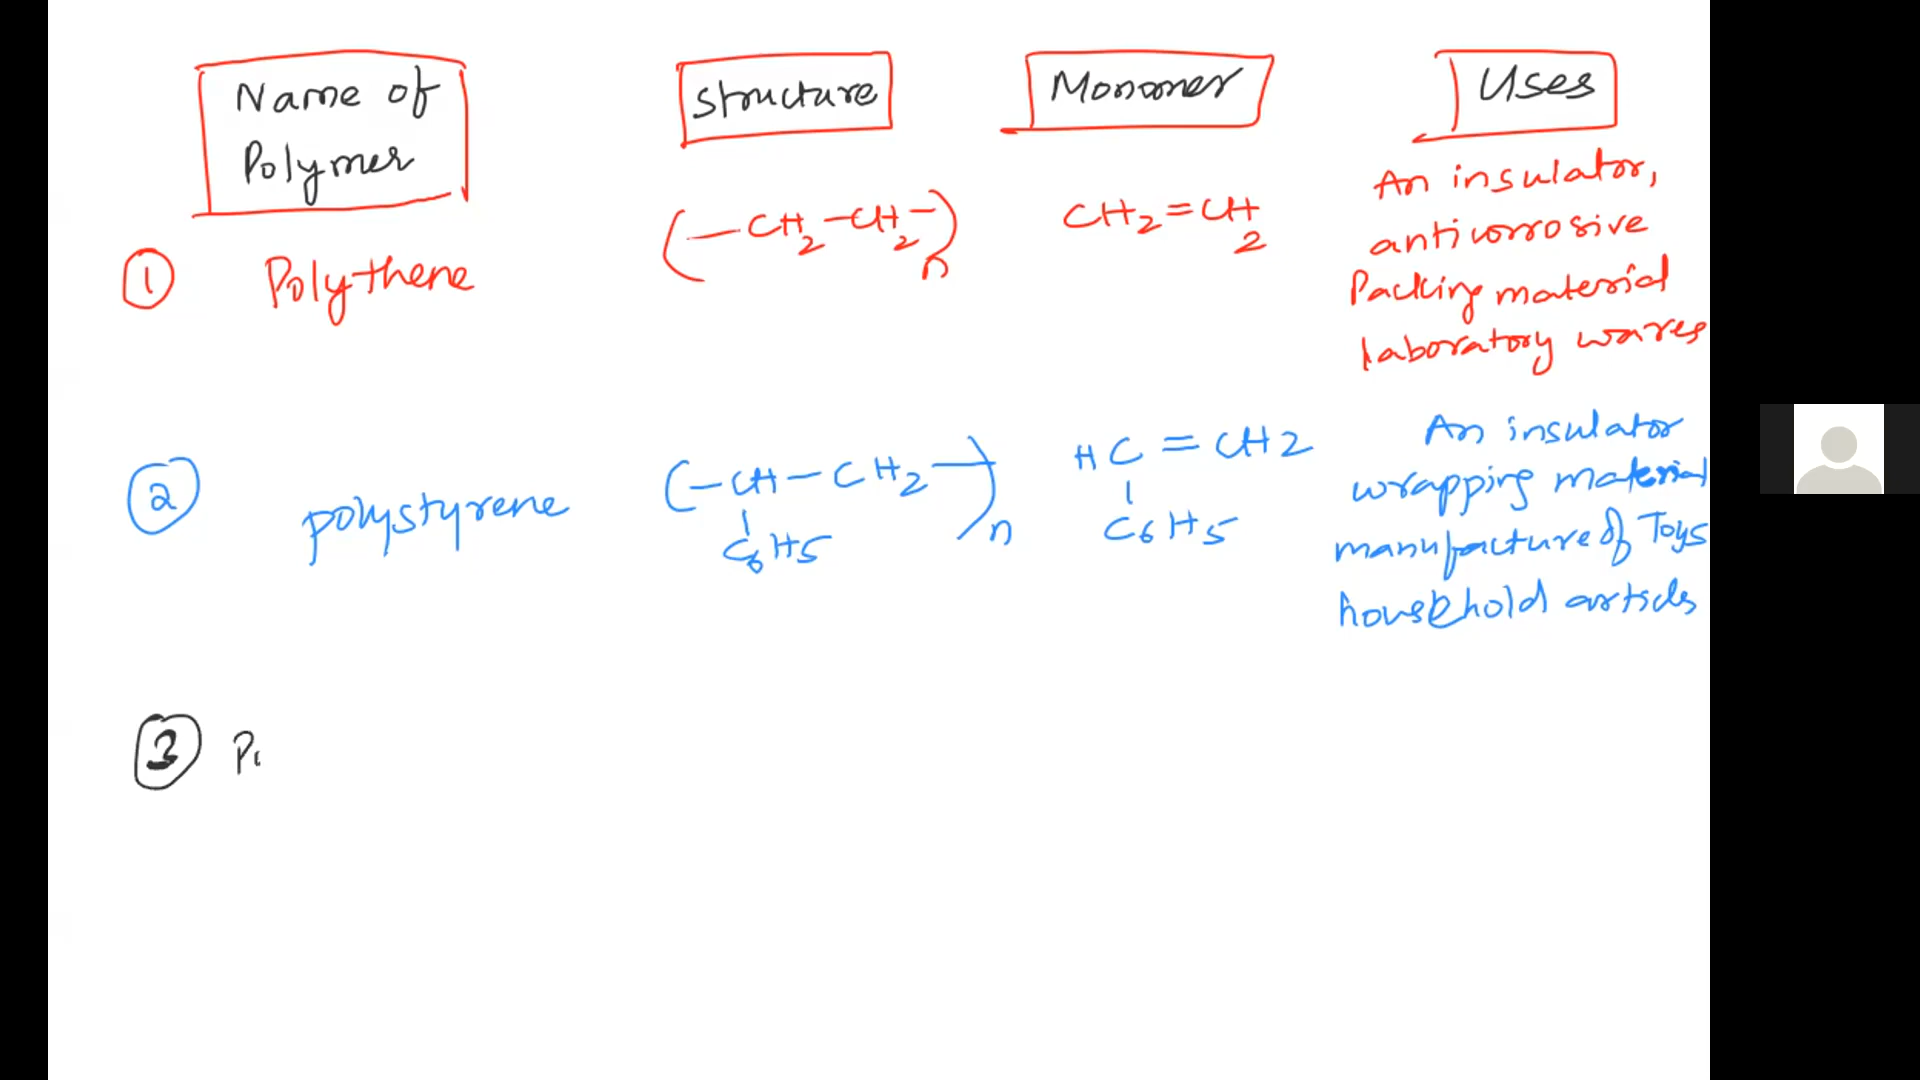 Name of
Polymer
structure
Monomer
Uses
① Polythene
(—CH2—CH2—)n
CH2=CH2
An insulator,
anticorrosive
Packing material
laboratory wares
② polystyrene
(—CH—CH2—)n
C6H5
HC=CH2
C6H5
An insulator
wrapping material
manufacture of Toys
household articles
③ Po